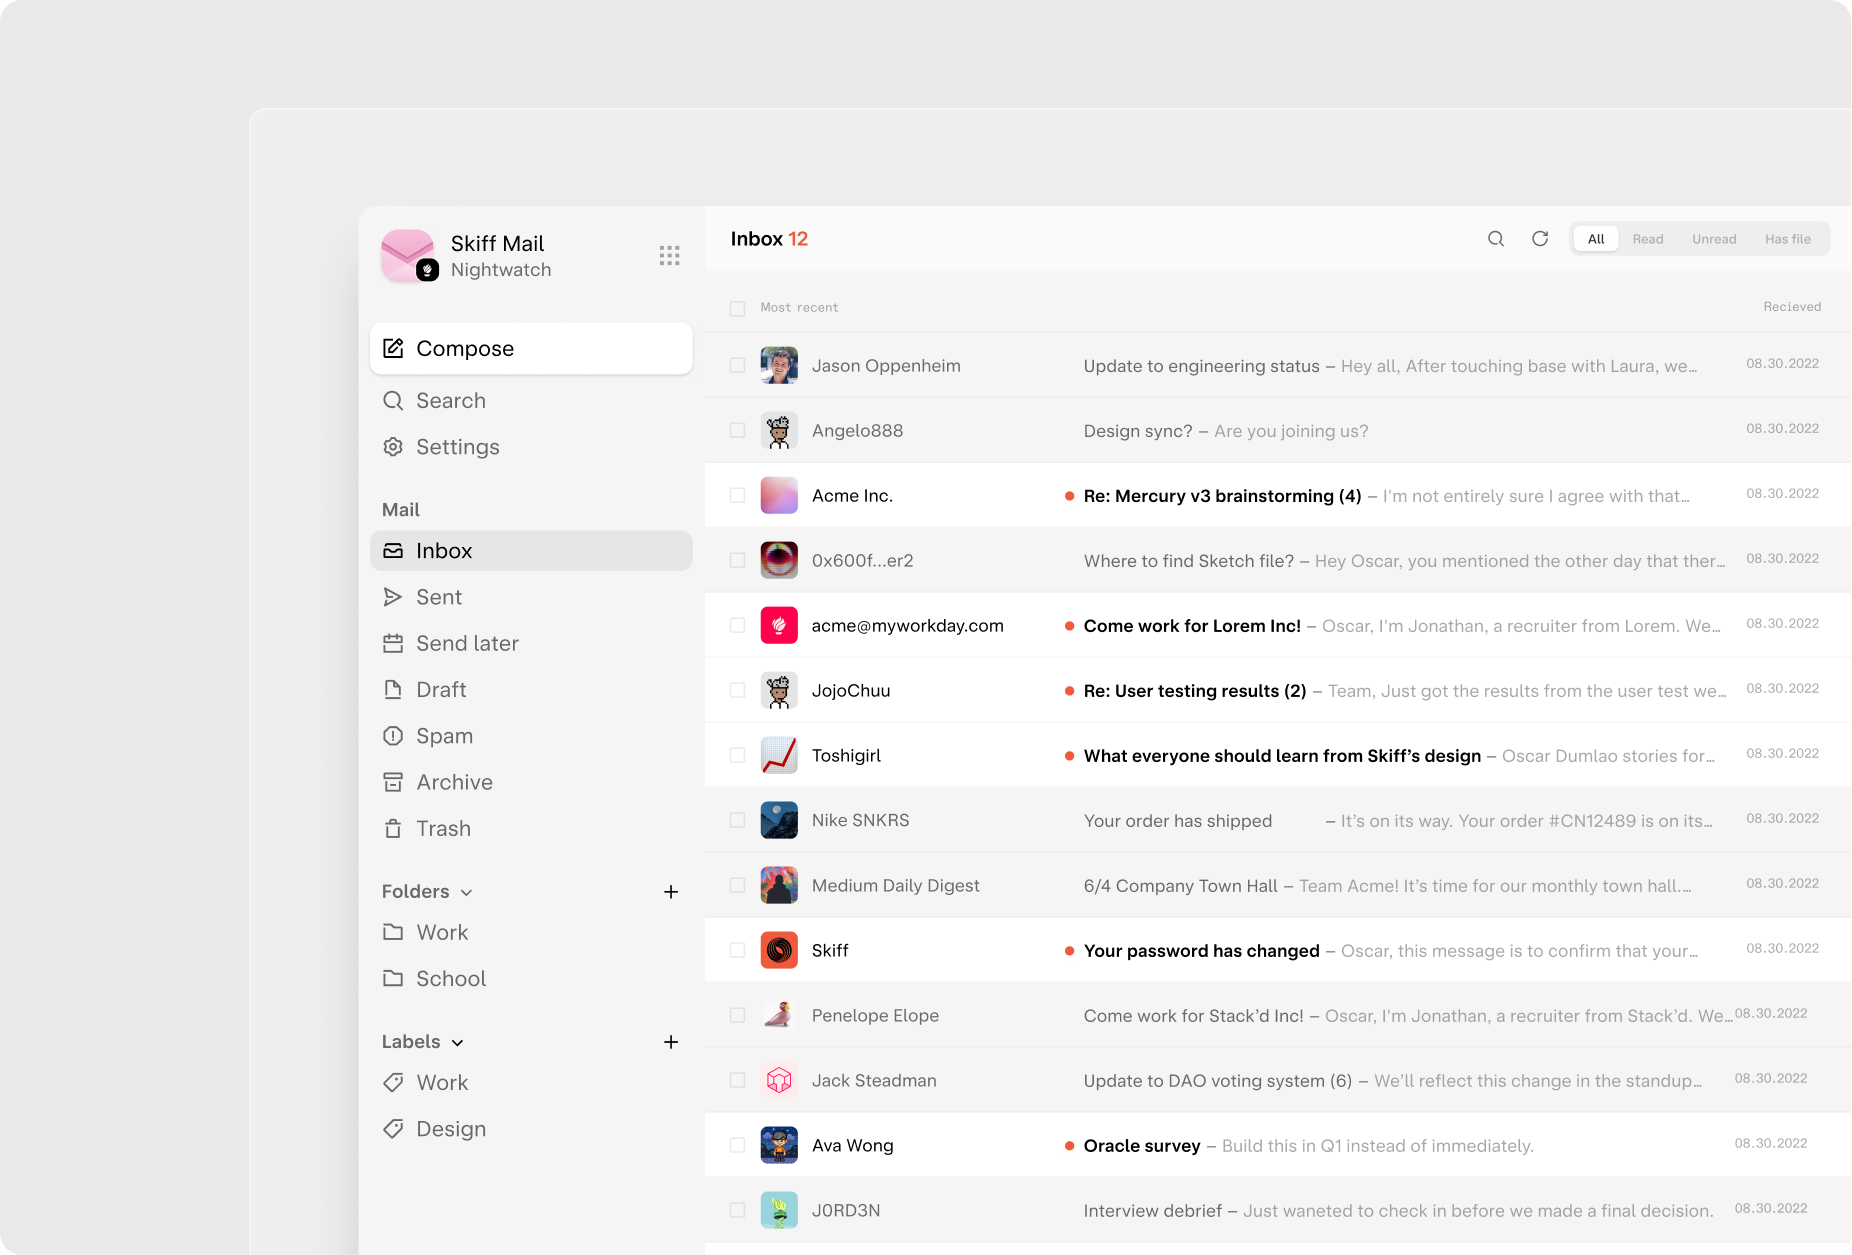 Skiff Mail
Nightwatch
Compose
Search
Settings
Mail
Inbox
Sent
Send later
Draft
Spam
Archive
Trash
Folders
Work
School
Labels
Work
Design
Inbox 12
All Read Unread Has file
Most recent Recieved
Jason Oppenheim Update to engineering status – Hey all, After touching base with Laura, we... 08.30.2022
Angelo888 Design sync? – Are you joining us? 08.30.2022
Acme Inc. Re: Mercury v3 brainstorming (4) – I'm not entirely sure I agree with that... 08.30.2022
0x600f...er2 Where to find Sketch file? – Hey Oscar, you mentioned the other day that ther... 08.30.2022
acme@myworkday.com Come work for Lorem Inc! – Oscar, I'm Jonathan, a recruiter from Lorem. We... 08.30.2022
JojoChuu Re: User testing results (2) – Team, Just got the results from the user test we... 08.30.2022
Toshigirl What everyone should learn from Skiff’s design – Oscar Dumlao stories for... 08.30.2022
Nike SNKRS Your order has shipped – It’s on its way. Your order #CN12489 is on its... 08.30.2022
Medium Daily Digest 6/4 Company Town Hall – Team Acme! It’s time for our monthly town hall.... 08.30.2022
Skiff Your password has changed – Oscar, this message is to confirm that your... 08.30.2022
Penelope Elope Come work for Stack’d Inc! – Oscar, I'm Jonathan, a recruiter from Stack’d. We... 08.30.2022
Jack Steadman Update to DAO voting system (6) – We’ll reflect this change in the standup... 08.30.2022
Ava Wong Oracle survey – Build this in Q1 instead of immediately. 08.30.2022
J0RD3N Interview debrief – Just waneted to check in before we made a final decision. 08.30.2022